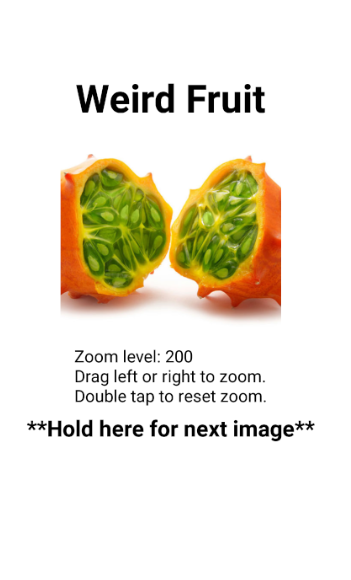 Weird Fruit
Zoom level: 200
Drag left or right to zoom.
Double tap to reset zoom.
**Hold here for next image**